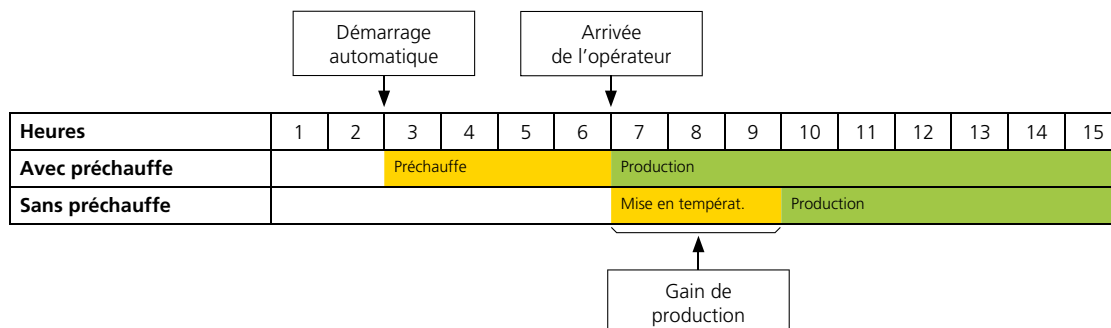 Démarrage
automatique
Arrivée
de l'opérateur
Heures 1 2 3 4 5 6 7 8 9 10 11 12 13 14 15
Avec préchauffe Préchauffe Production
Sans préchauffe Mise en températ. Production
Gain de
production